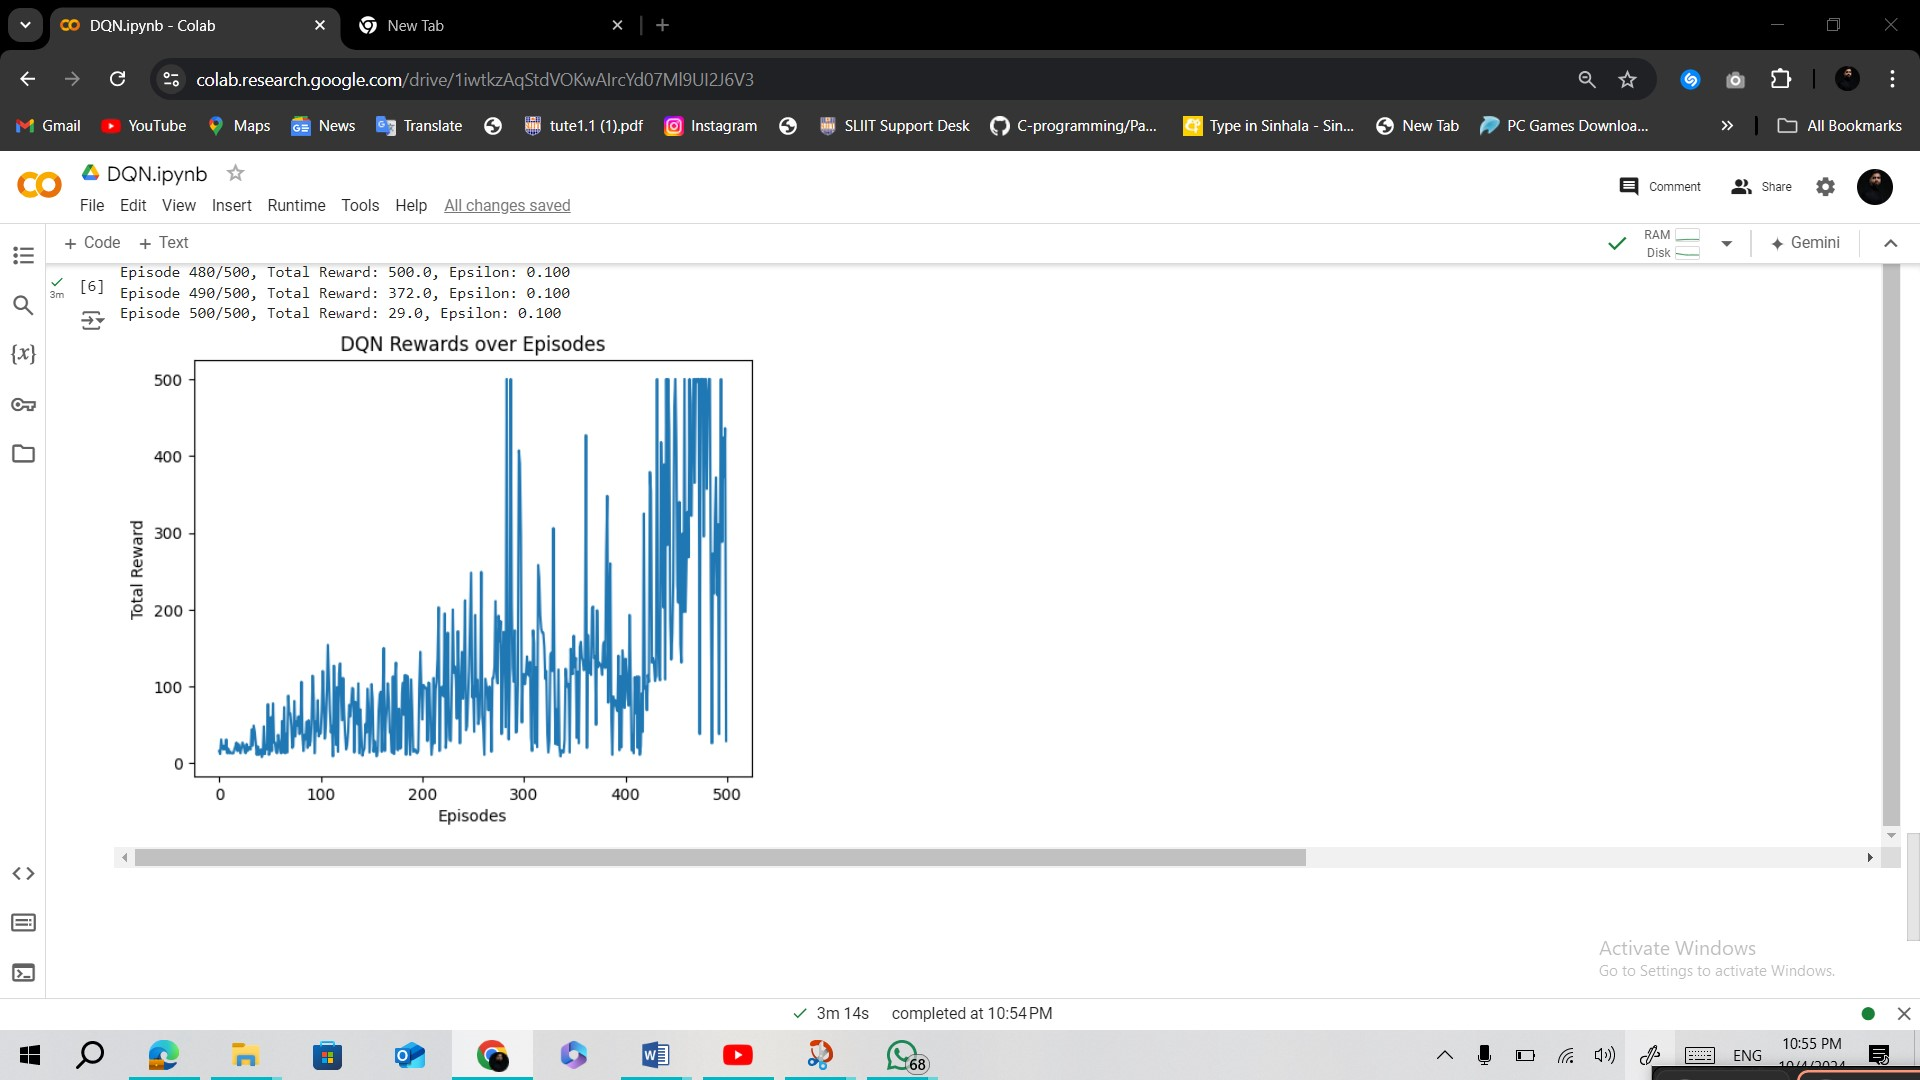 DQN.ipynb - Colab
New Tab
colab.research.google.com/drive/1iwtkzAqStdVOKwAIrcYd07Ml9UI2J6V3
Gmail YouTube Maps News Translate tute1.1 (1).pdf Instagram SLIIT Support Desk C-programming/Pa... Type in Sinhala - Sin... New Tab PC Games Downloa... » All Bookmarks
DQN.ipynb
Comment Share
File Edit View Insert Runtime Tools Help All changes saved
+ Code + Text
RAM
Disk
Gemini
Episode 480/500, Total Reward: 500.0, Epsilon: 0.100
3m
[6]
Episode 490/500, Total Reward: 372.0, Epsilon: 0.100
Episode 500/500, Total Reward: 29.0, Epsilon: 0.100
{x}
DQN Rewards over Episodes
500
400
300
200
100
0
Total Reward
0 100 200 300 400 500
Episodes
Activate Windows
Go to Settings to activate Windows.
3m 14s completed at 10:54 PM
68
ENG
10:55 PM
10/4/2024